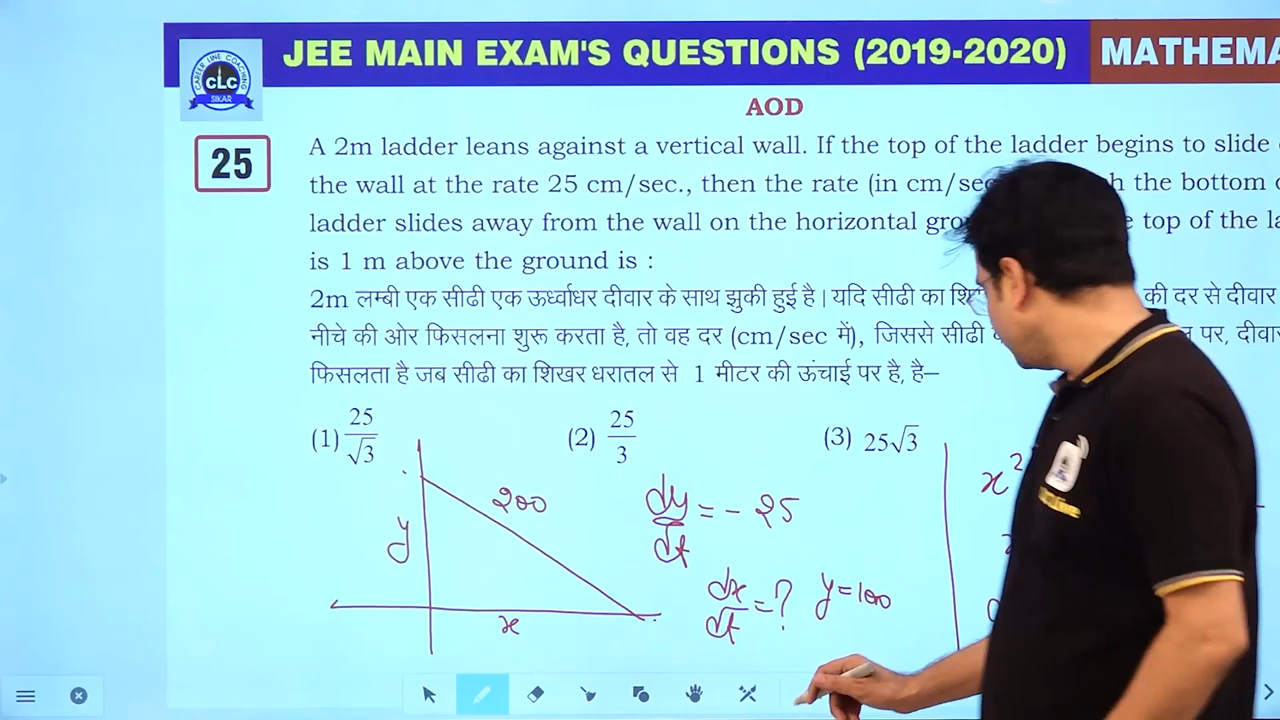 JEE MAIN EXAM'S QUESTIONS (2019-2020) MATHEMA
CAREER LINE COACHING
CLC
SIKAR
AOD
25
A 2m ladder leans against a vertical wall. If the top of the ladder begins to slide
the wall at the rate 25 cm/sec., then the rate (in cm/sec h the bottom o
ladder slides away from the wall on the horizontal gro e top of the la
is 1 m above the ground is :
2m लम्बी एक सीढी एक ऊर्ध्वाधर दीवार के साथ झुकी हुई है। यदि सीढी का शि की दर से दीवार
नीचे की ओर फिसलना शुरू करता है, तो वह दर (cm/sec में), जिससे सीढी पर, दीवार
फिसलता है जब सीढी का शिखर धरातल से 1 मीटर की ऊंचाई पर है, है–
(1) 25/√3 (2) 25/3 (3) 25√3
200
y
x
dy/dt = - 25
dx/dt = ? y=100
x²